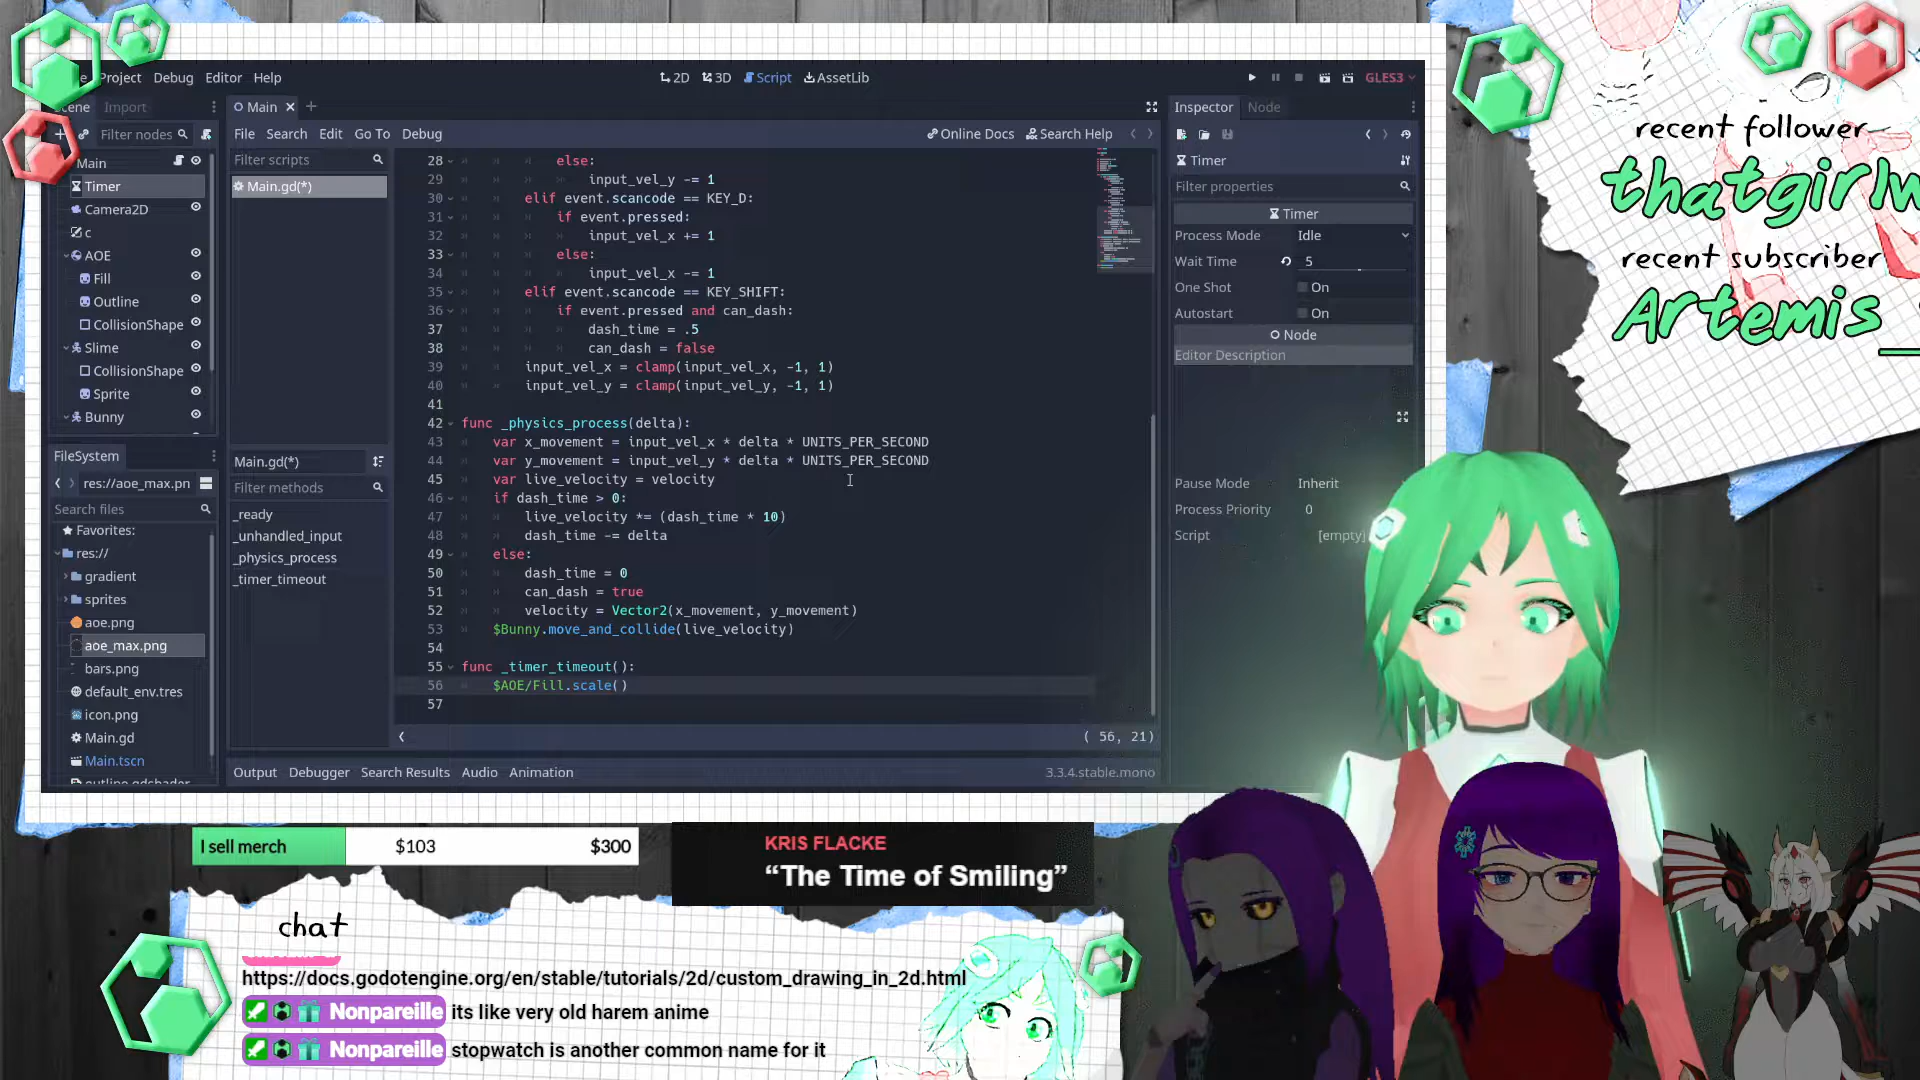 Project Debug Editor Help
2D 3D Script AssetLib
GLES3
Scene Import
Filter nodes
Main
Timer
Camera2D
c
AOE
Fill
Outline
CollisionShape
Slime
CollisionShape
Sprite
Bunny
FileSystem
res://aoe_max.pn
Search files
Favorites:
res://
gradient
sprites
aoe.png
aoe_max.png
bars.png
default_env.tres
icon.png
Main.gd
Main.tscn
outline.gdshader
Main
File Search Edit Go To Debug
Online Docs Search Help
Filter scripts
Main.gd(*)
Main.gd(*)
Filter methods
_ready
_unhandled_input
_physics_process
_timer_timeout
28 else:
29 input_vel_y -= 1
30 elif event.scancode == KEY_D:
31 if event.pressed:
32 input_vel_x += 1
33 else:
34 input_vel_x -= 1
35 elif event.scancode == KEY_SHIFT:
36 if event.pressed and can_dash:
37 dash_time = .5
38 can_dash = false
39 input_vel_x = clamp(input_vel_x, -1, 1)
40 input_vel_y = clamp(input_vel_y, -1, 1)
41
42 func _physics_process(delta):
43 var x_movement = input_vel_x * delta * UNITS_PER_SECOND
44 var y_movement = input_vel_y * delta * UNITS_PER_SECOND
45 var live_velocity = velocity
46 if dash_time > 0:
47 live_velocity *= (dash_time * 10)
48 dash_time -= delta
49 else:
50 dash_time = 0
51 can_dash = true
52 velocity = Vector2(x_movement, y_movement)
53 $Bunny.move_and_collide(live_velocity)
54
55 func _timer_timeout():
56 $AOE/Fill.scale()
57
( 56, 21)
Output Debugger Search Results Audio Animation
3.3.4.stable.mono
Inspector Node
Timer
Filter properties
Timer
Process Mode Idle
Wait Time 5
One Shot On
Autostart On
Node
Editor Description
Pause Mode Inherit
Process Priority 0
Script [empty]
recent follower
thatgirlw
recent subscriber
Artemis_
I sell merch $103 $300
KRIS FLACKE
“The Time of Smiling”
chat
https://docs.godotengine.org/en/stable/tutorials/2d/custom_drawing_in_2d.html
Nonpareille its like very old harem anime
Nonpareille stopwatch is another common name for it